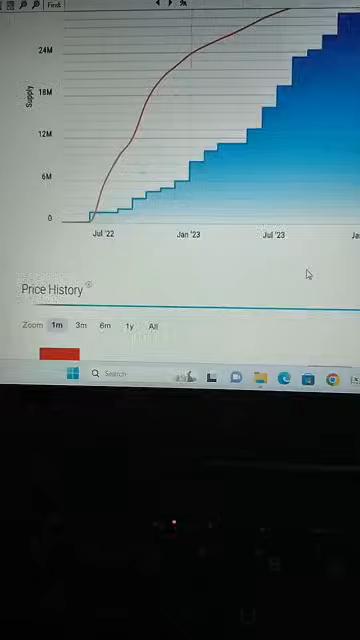 Find
24M
Supply
18M
12M
6M
0
Jul '22 Jan '23 Jul '23
Price History
Zoom 1m 3m 6m 1y All
Search